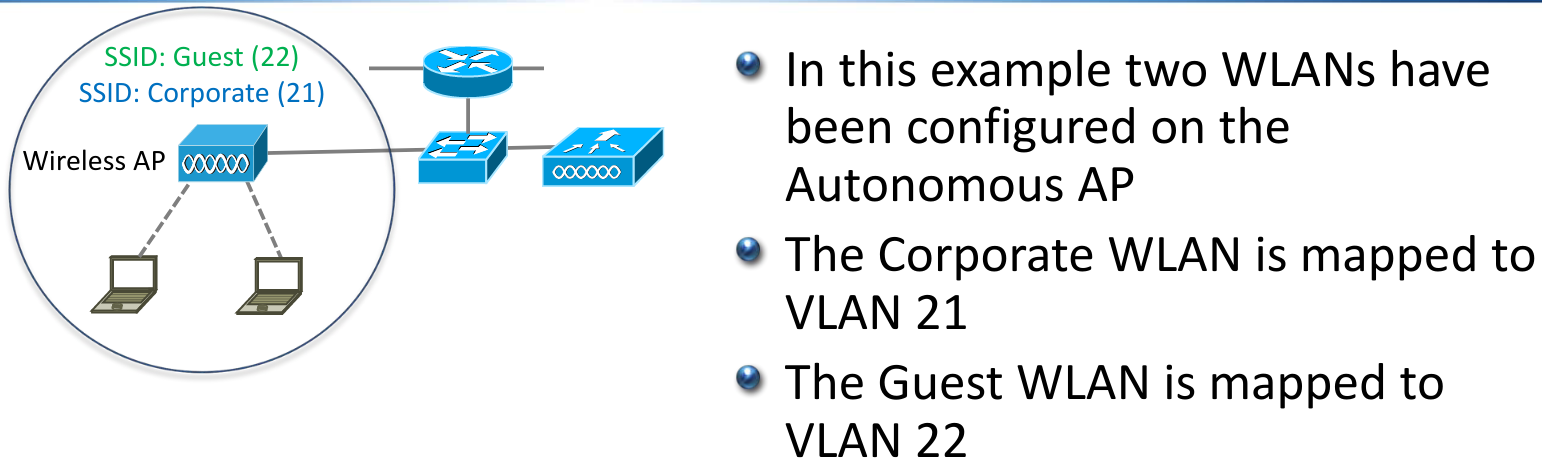 SSID: Guest (22)
SSID: Corporate (21)
Wireless AP
In this example two WLANs have
been configured on the
Autonomous AP
The Corporate WLAN is mapped to
VLAN 21
The Guest WLAN is mapped to
VLAN 22